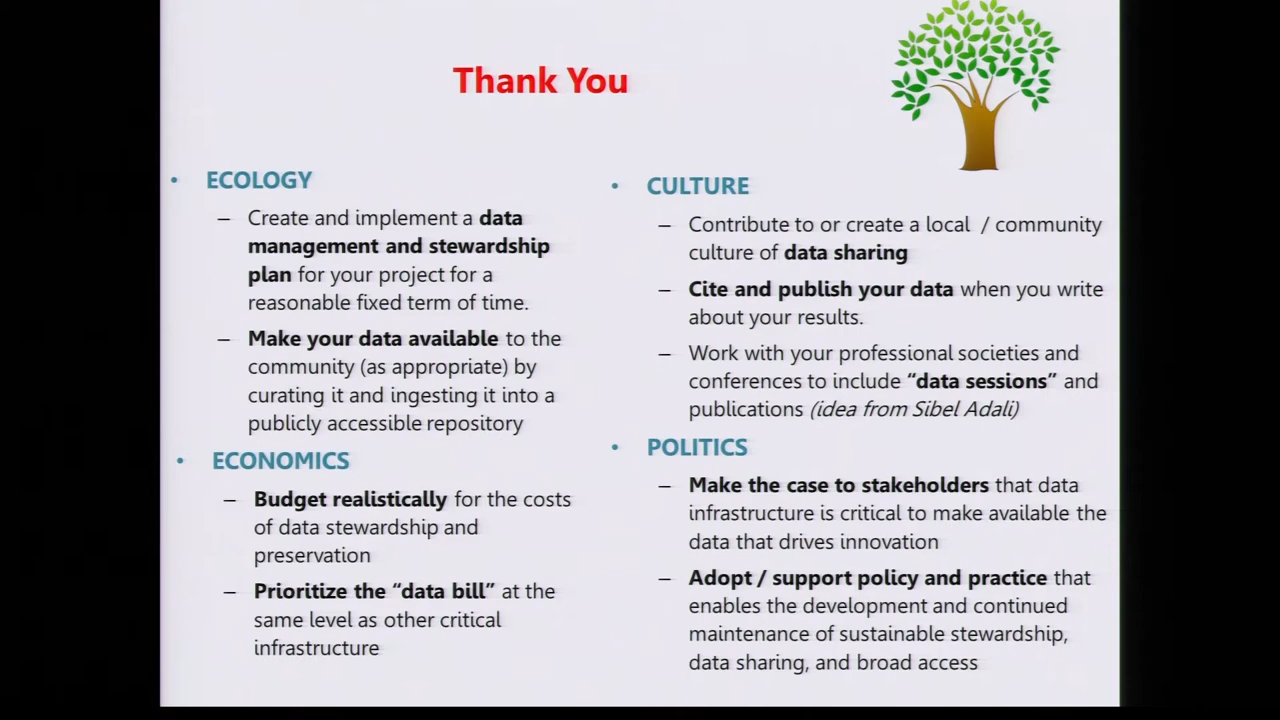 Thank You
• ECOLOGY
– Create and implement a data
management and stewardship
plan for your project for a
reasonable fixed term of time.
– Make your data available to the
community (as appropriate) by
curating it and ingesting it into a
publicly accessible repository
• ECONOMICS
– Budget realistically for the costs
of data stewardship and
preservation
– Prioritize the “data bill” at the
same level as other critical
infrastructure
• CULTURE
– Contribute to or create a local / community
culture of data sharing
– Cite and publish your data when you write
about your results.
– Work with your professional societies and
conferences to include “data sessions” and
publications (idea from Sibel Adali)
• POLITICS
– Make the case to stakeholders that data
infrastructure is critical to make available the
data that drives innovation
– Adopt / support policy and practice that
enables the development and continued
maintenance of sustainable stewardship,
data sharing, and broad access